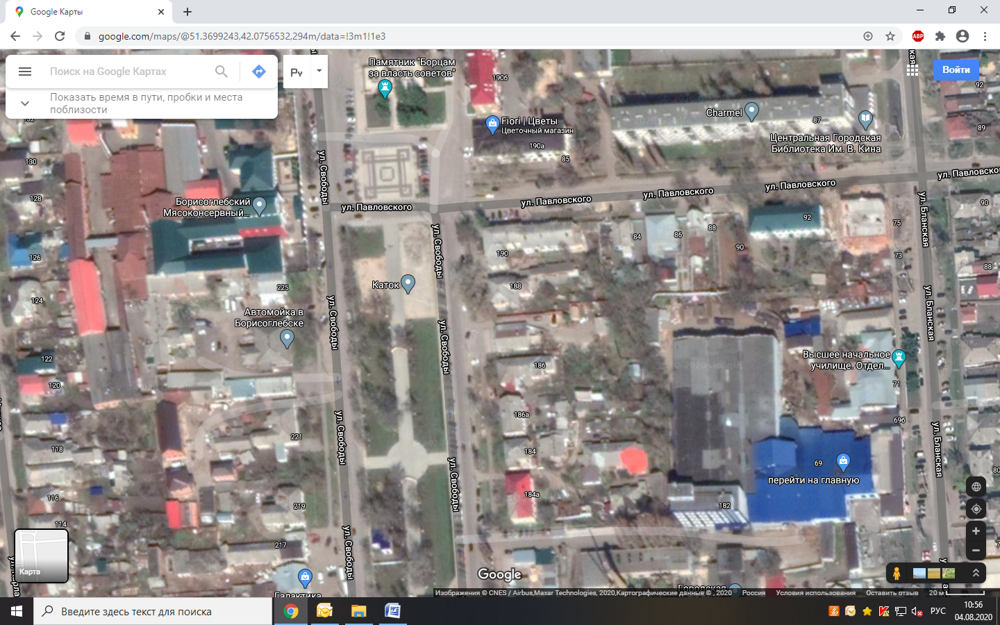 Google Карты
google.com/maps/@51.3699243,42.0756532,294m/data=!3m1!1e3
ABP
Поиск на Google Картах
Показать время в пути, пробки и места
поблизости
Войти
Памятник "Борцам
за власть советов"
190б
Fiori | Цветы
Цветочный магазин
190а
85
Charmel
87
Центральная Городская
Библиотека Им. В. Кина
92
89
130
128
126
124
122
120
118
116
114
Борисоглебский
Мясоконсервный...
ул. Свободы
ул. Павловского
ул. Павловского
ул. Павловского
ул. Павловского
ул. Павловского
ул. Бланская
90
92
75
73
88
84
86
88
90
190
188
ул. Свободы
Каток
225
Автомойка в
Борисоглебске
ул. Свободы
ул. Свободы
ул. Бланская
186
Высшее начальное
училище. Отдел...
71
69б
186а
184
184а
221
219
217
ул. Свободы
ул. Свободы
ул. Свободы
ул. Бланская
69
перейти на главную
182
80
Галактика
Городская
Карта
Google
Изображения © CNES / Airbus,Maxar Technologies, 2020,Картографические данные © , 2020
Россия
Условия использования
Оставить отзыв
20 м
Введите здесь текст для поиска
РУС
10:56
04.08.2020